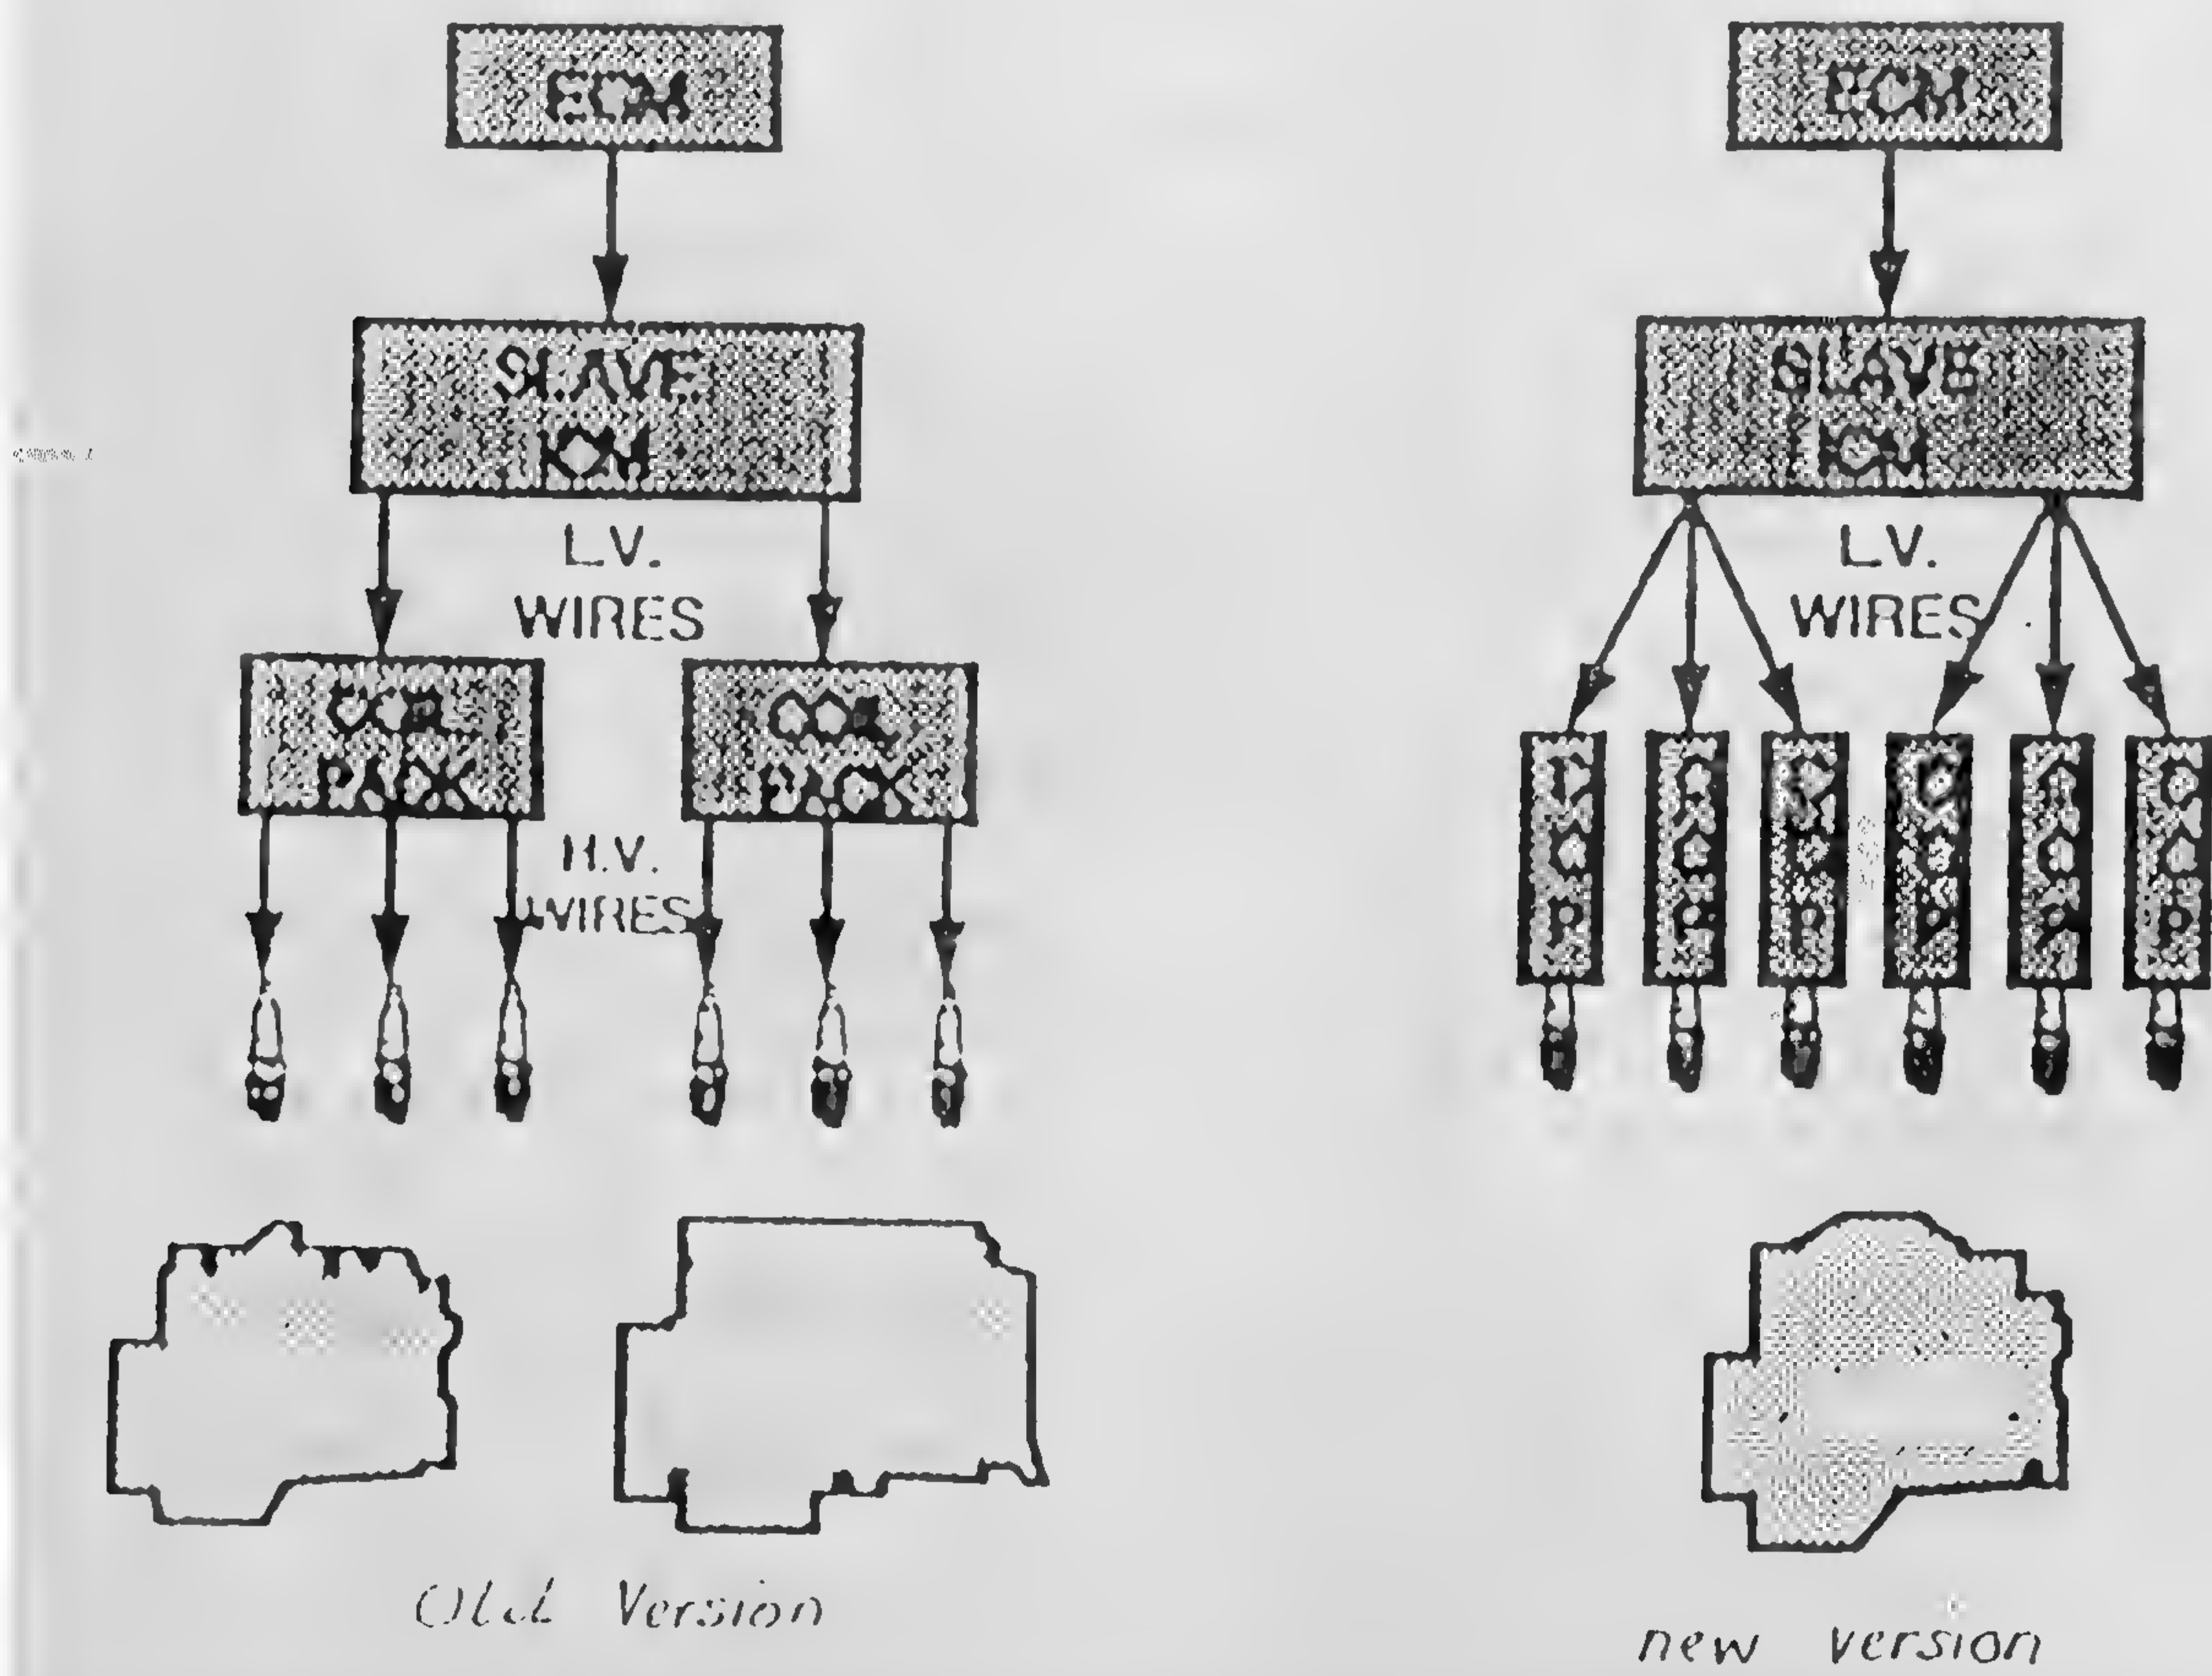 ECM
SLAVE
ICM
L.V.
WIRES
COIL
PACK
COIL
PACK
H.V.
WIRES
Old Version
ECM
SLAVE
ICM
L.V.
WIRES
C
O
P
C
O
P
C
O
P
C
O
P
C
O
P
C
O
P
new version